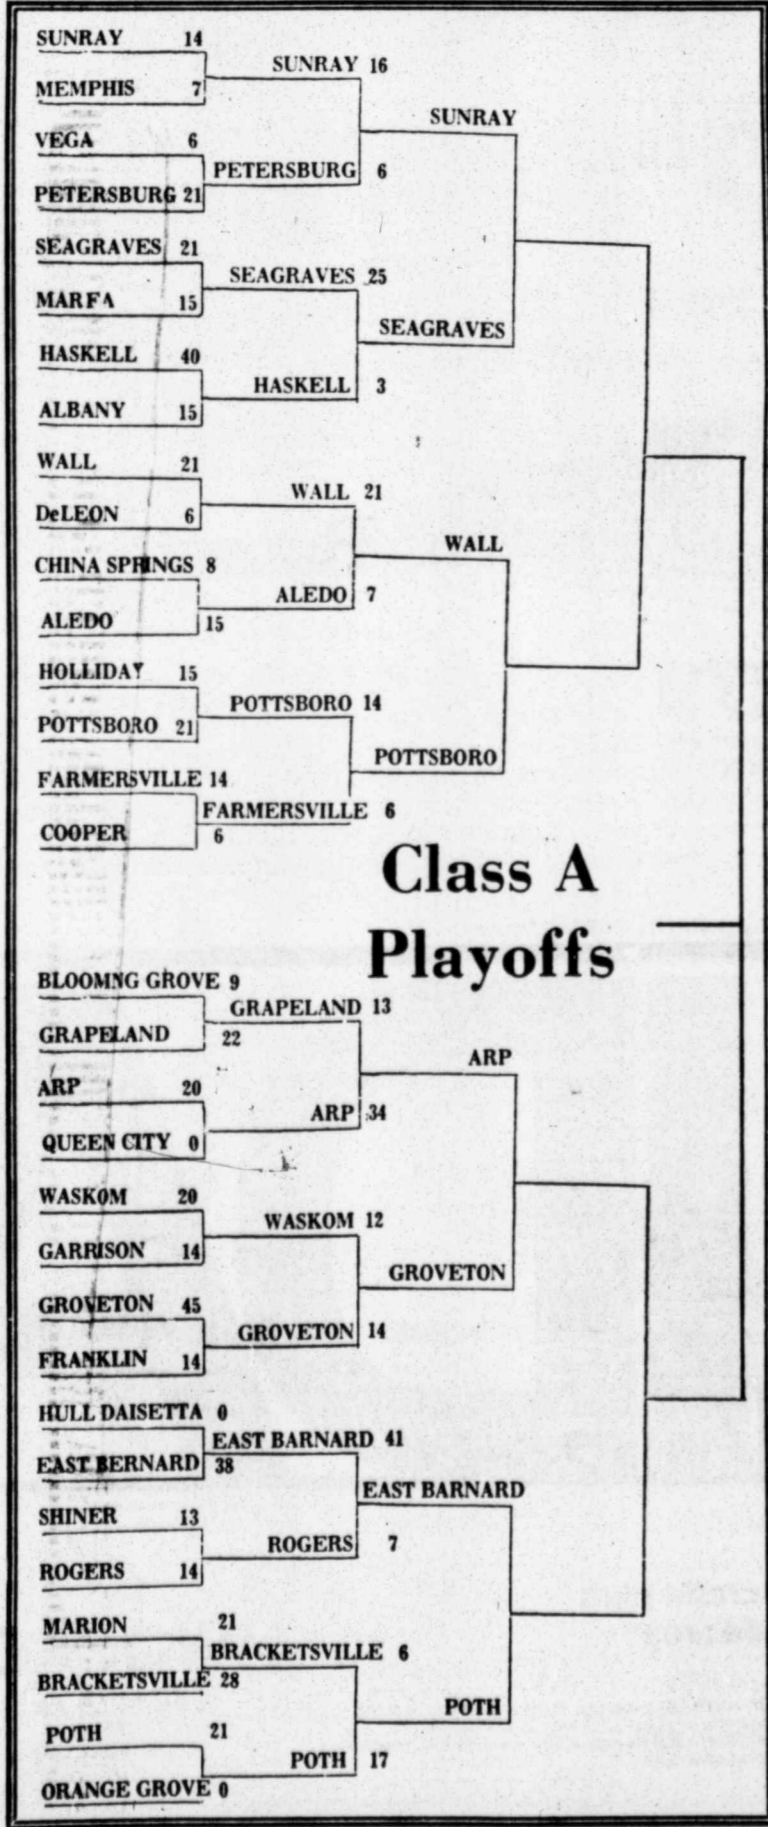 SUNRAY 14
SUNRAY 16
MEMPHIS 7
SUNRAY
VEGA 6
PETERSBURG 6
PETERSBURG 21
SEAGRAVES 21
SEAGRAVES 25
MARFA 15
SEAGRAVES
HASKELL 40
HASKELL 3
ALBANY 15
WALL 21
WALL 21
DeLEON 6
WALL
CHINA SPRINGS 8
ALEDO 7
ALEDO 15
HOLLIDAY 15
POTTSBORO 14
POTTSBORO 21
POTTSBORO
FARMERSVILLE 14
FARMERSVILLE 6
COOPER 6
Class A
Playoffs
BLOOMNG GROVE 9
GRAPELAND 13
GRAPELAND 22
ARP
ARP 20
ARP 34
QUEEN CITY 0
WASKOM 20
WASKOM 12
GARRISON 14
GROVETON
GROVETON 45
GROVETON 14
FRANKLIN 14
HULL DAISETTA 0
EAST BARNARD 41
EAST BERNARD 38
EAST BARNARD
SHINER 13
ROGERS 7
ROGERS 14
MARION 21
BRACKETSVILLE 6
BRACKETSVILLE 28
POTH
POTH 21
POTH 17
ORANGE GROVE 0